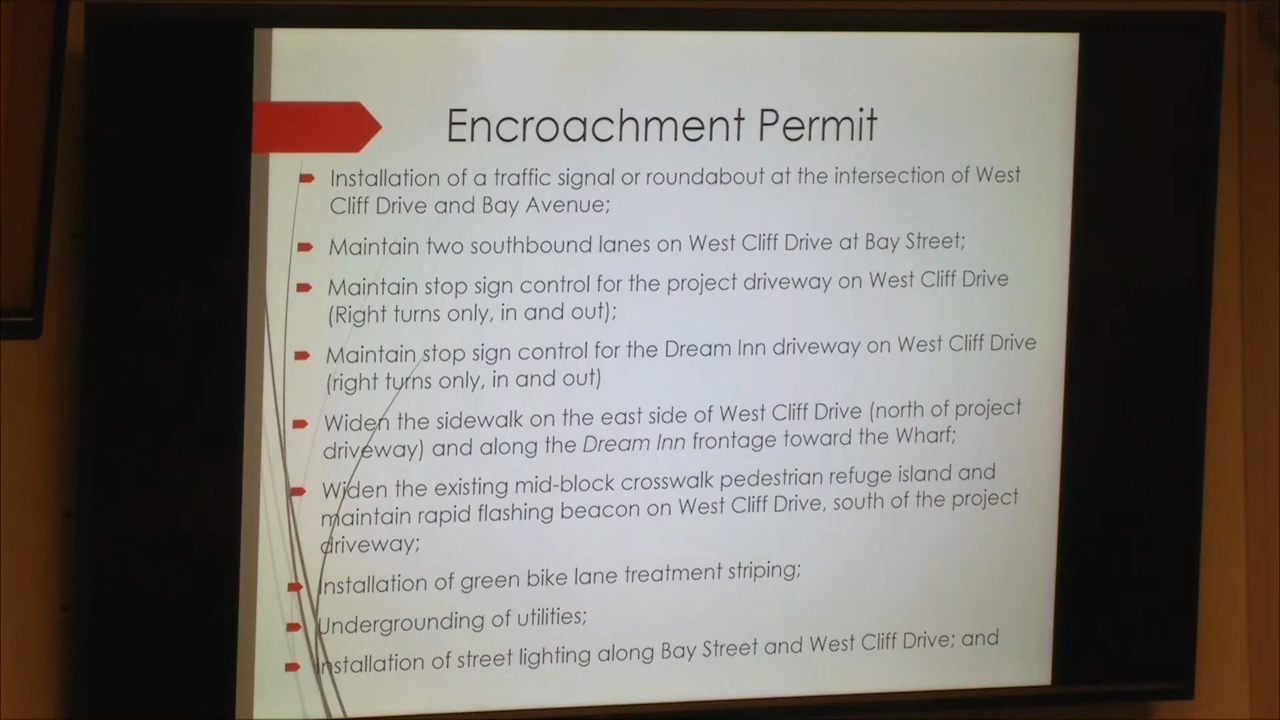 Encroachment Permit
Installation of a traffic signal or roundabout at the intersection of West
Cliff Drive and Bay Avenue;
Maintain two southbound lanes on West Cliff Drive at Bay Street;
Maintain stop sign control for the project driveway on West Cliff Drive
(Right turns only, in and out);
Maintain stop sign control for the Dream Inn driveway on West Cliff Drive
(right turns only, in and out)
Widen the sidewalk on the east side of West Cliff Drive (north of project
driveway) and along the Dream Inn frontage toward the Wharf;
Widen the existing mid-block crosswalk pedestrian refuge island and
maintain rapid flashing beacon on West Cliff Drive, south of the project
driveway;
Installation of green bike lane treatment striping;
Undergrounding of utilities;
Installation of street lighting along Bay Street and West Cliff Drive; and